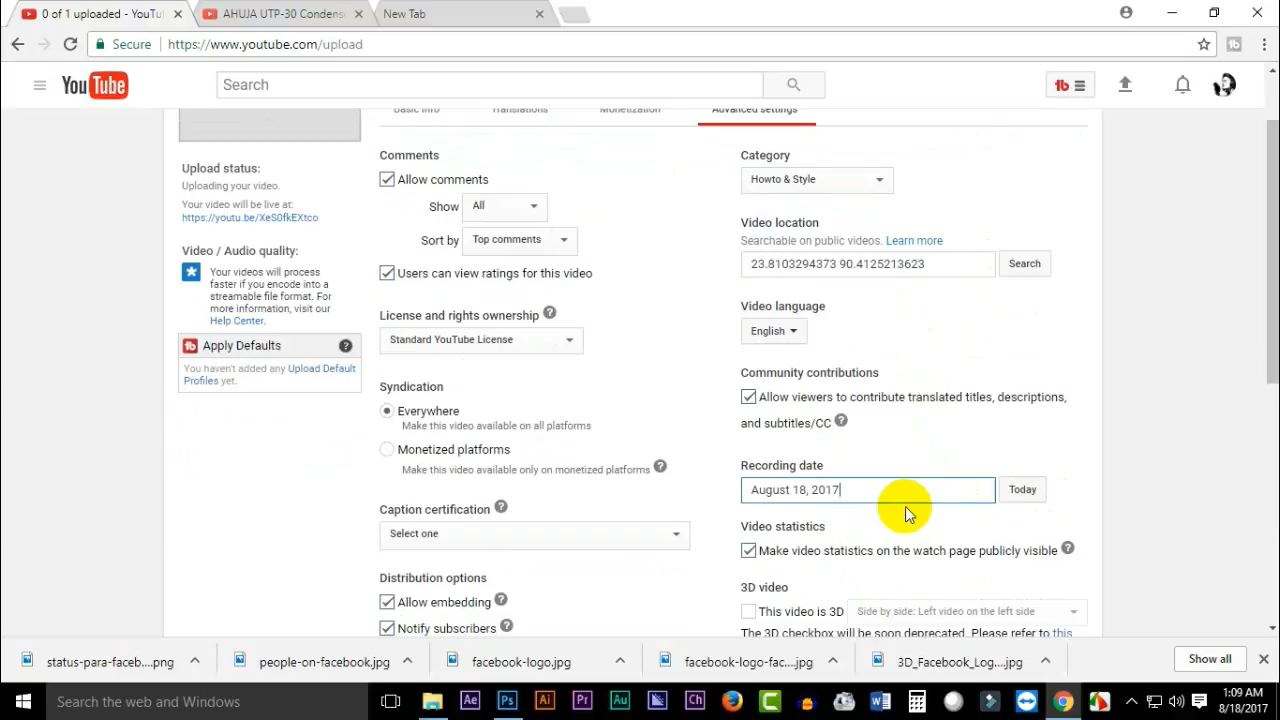 0 of 1 uploaded - YouTu
AHUJA UTP-30 Condens
New Tab
Secure
https://www.youtube.com/upload
YouTube
Search
Basic info
Translations
Monetization
Advanced settings
Upload status:
Uploading your video.
Your video will be live at:
https://youtu.be/XeS0fkEXtco
Video / Audio quality:
Your videos will process
faster if you encode into a
streamable file format. For
more information, visit our
Help Center.
Apply Defaults
You haven't added any Upload Default
Profiles yet.
Comments
Allow comments
Show All
Sort by Top comments
Users can view ratings for this video
License and rights ownership
Standard YouTube License
Syndication
Everywhere
Make this video available on all platforms
Monetized platforms
Make this video available only on monetized platforms
Caption certification
Select one
Distribution options
Allow embedding
Notify subscribers
Category
Howto & Style
Video location
Searchable on public videos. Learn more
23.8103294373 90.4125213623
Search
Video language
English
Community contributions
Allow viewers to contribute translated titles, descriptions,
and subtitles/CC
Recording date
August 18, 2017
Today
Video statistics
Make video statistics on the watch page publicly visible
3D video
This video is 3D
Side by side: Left video on the left side
The 3D checkbox will be soon deprecated. Please refer to this
status-para-faceb....png
people-on-facebook.jpg
facebook-logo.jpg
facebook-logo-fac....jpg
3D_Facebook_Log....jpg
Show all
Search the web and Windows
Ae
Ps
Ai
Pr
Au
Ch
1:09 AM
8/18/2017